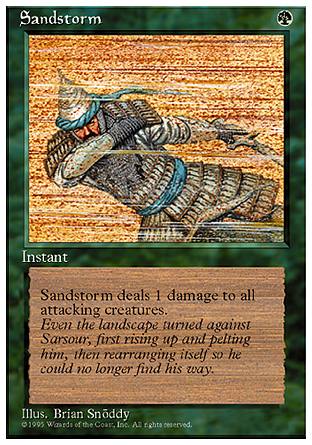 Sandstorm
Instant
Sandstorm deals 1 damage to all
attacking creatures.
Even the landscape turned against
Sarsour, first rising up and pelting
him, then rearranging itself so he
could no longer find his way.
Illus. Brian Snõddy
©1995 Wizards of the Coast, Inc. All rights reserved.